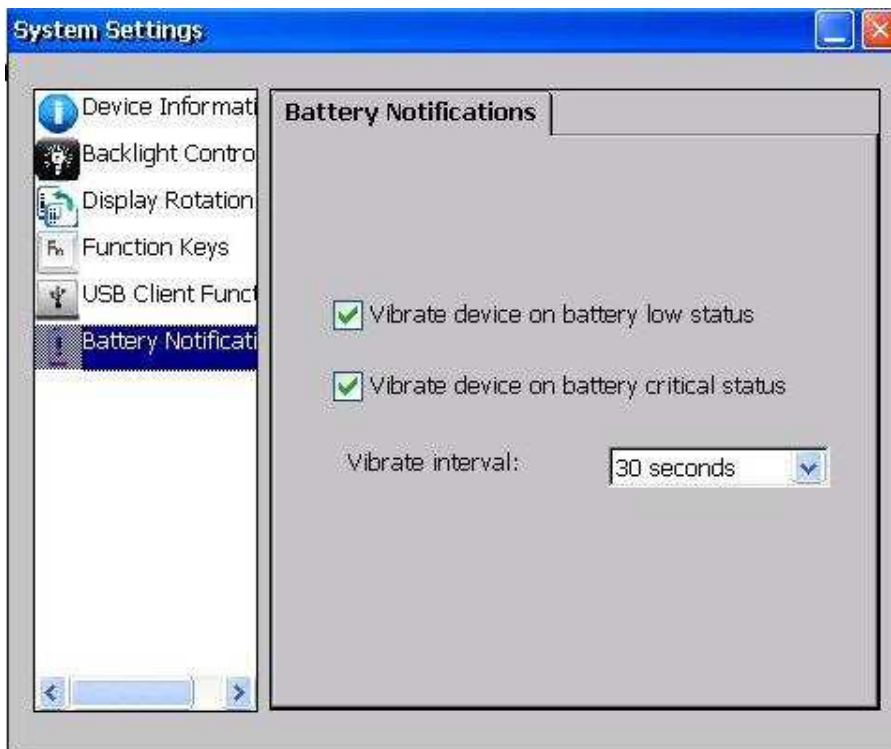 System Settings
Device Informati
Backlight Contro
Display Rotation
Fn Function Keys
USB Client Funct
Battery Notificati
Battery Notifications
Vibrate device on battery low status
Vibrate device on battery critical status
Vibrate interval:
30 seconds